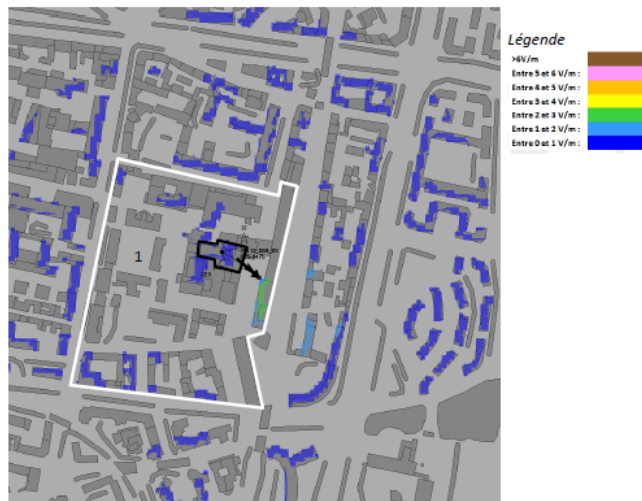 Légende
>6V/m
Entre 5 et 6 V/m :
Entre 4 et 5 V/m :
Entre 3 et 4 V/m :
Entre 2 et 3 V/m :
Entre 1 et 2 V/m :
Entre 0 et 1 V/m :
1